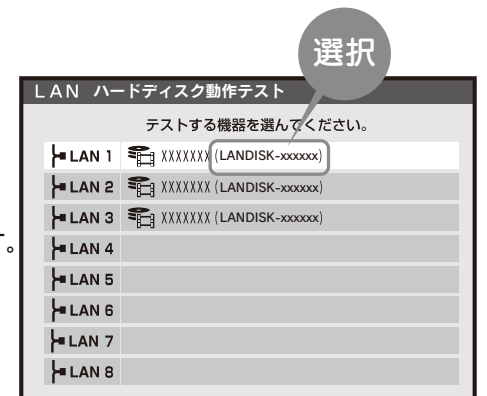 選択
LAN ハードディスク動作テスト
テストする機器を選んでください。
LAN 1 XXXXXXX (LANDISK-xxxxxx)
LAN 2 XXXXXXX (LANDISK-xxxxxx)
LAN 3 XXXXXXX (LANDISK-xxxxxx)
す。
LAN 4
LAN 5
LAN 6
LAN 7
LAN 8